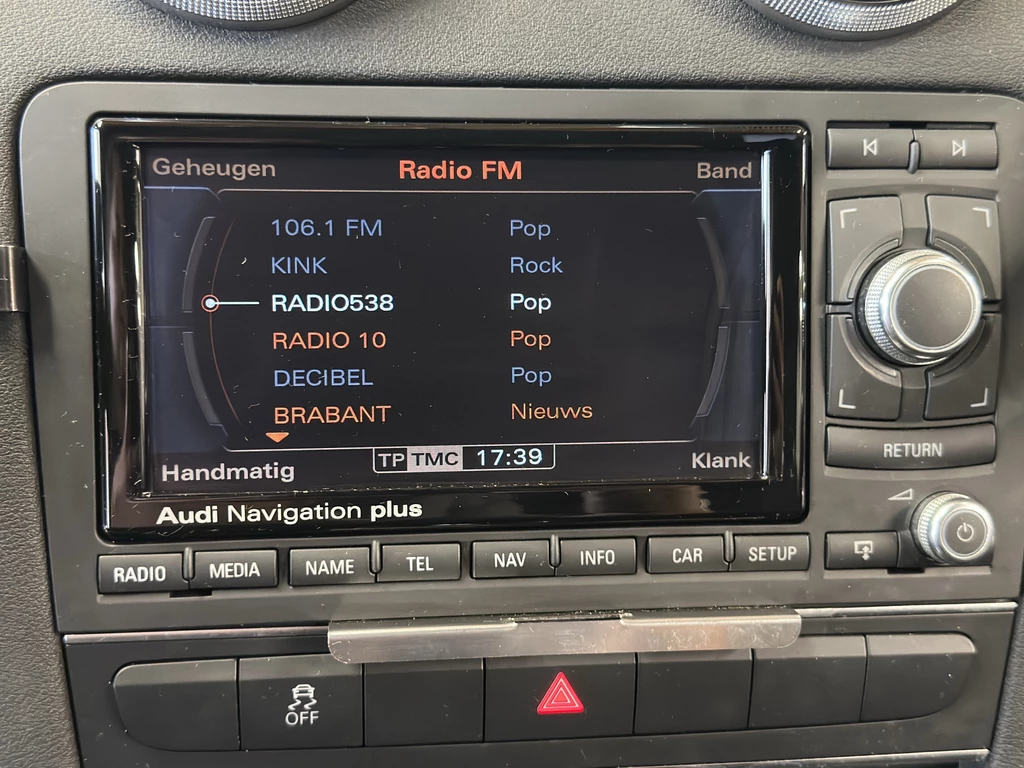 Geheugen Radio FM Band
106.1 FM Pop
KINK Rock
RADIO538 Pop
RADIO 10 Pop
DECIBEL Pop
BRABANT Nieuws
Handmatig TP TMC 17:39 Klank
Audi Navigation plus
RETURN
RADIO MEDIA NAME TEL NAV INFO CAR SETUP
OFF